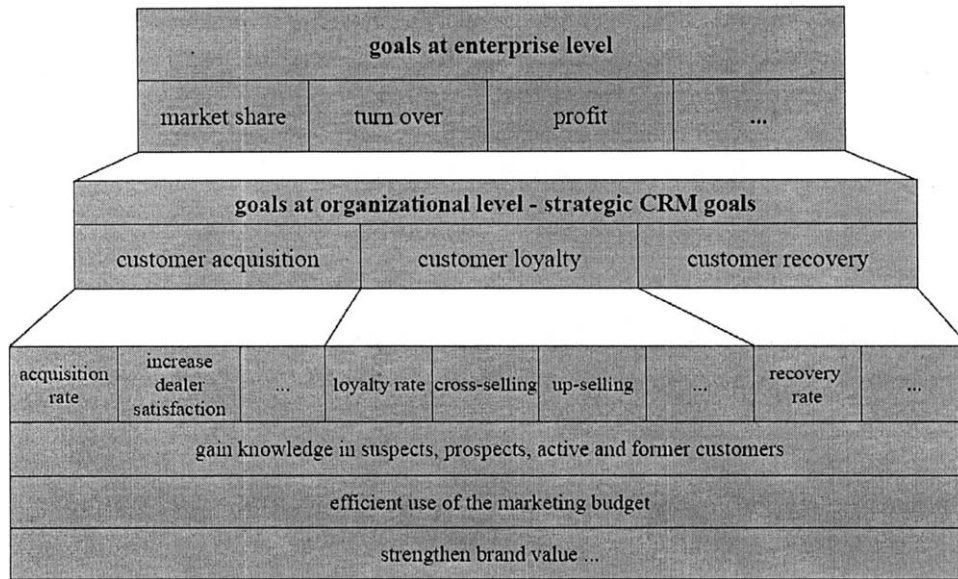 goals at enterprise level
market share
turn over
profit
...
goals at organizational level - strategic CRM goals
customer acquisition
customer loyalty
customer recovery
acquisition
rate
increase
dealer
satisfaction
...
loyalty rate
cross-selling
up-selling
...
recovery
rate
...
gain knowledge in suspects, prospects, active and former customers
efficient use of the marketing budget
strengthen brand value ...